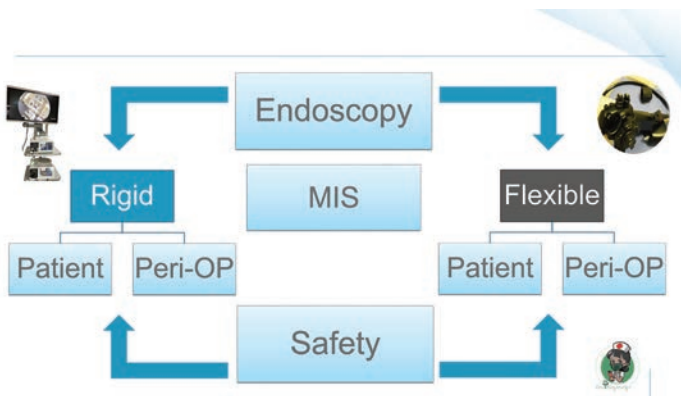 Endoscopy
Rigid
MIS
Flexible
Patient
Peri-OP
Patient
Peri-OP
Safety